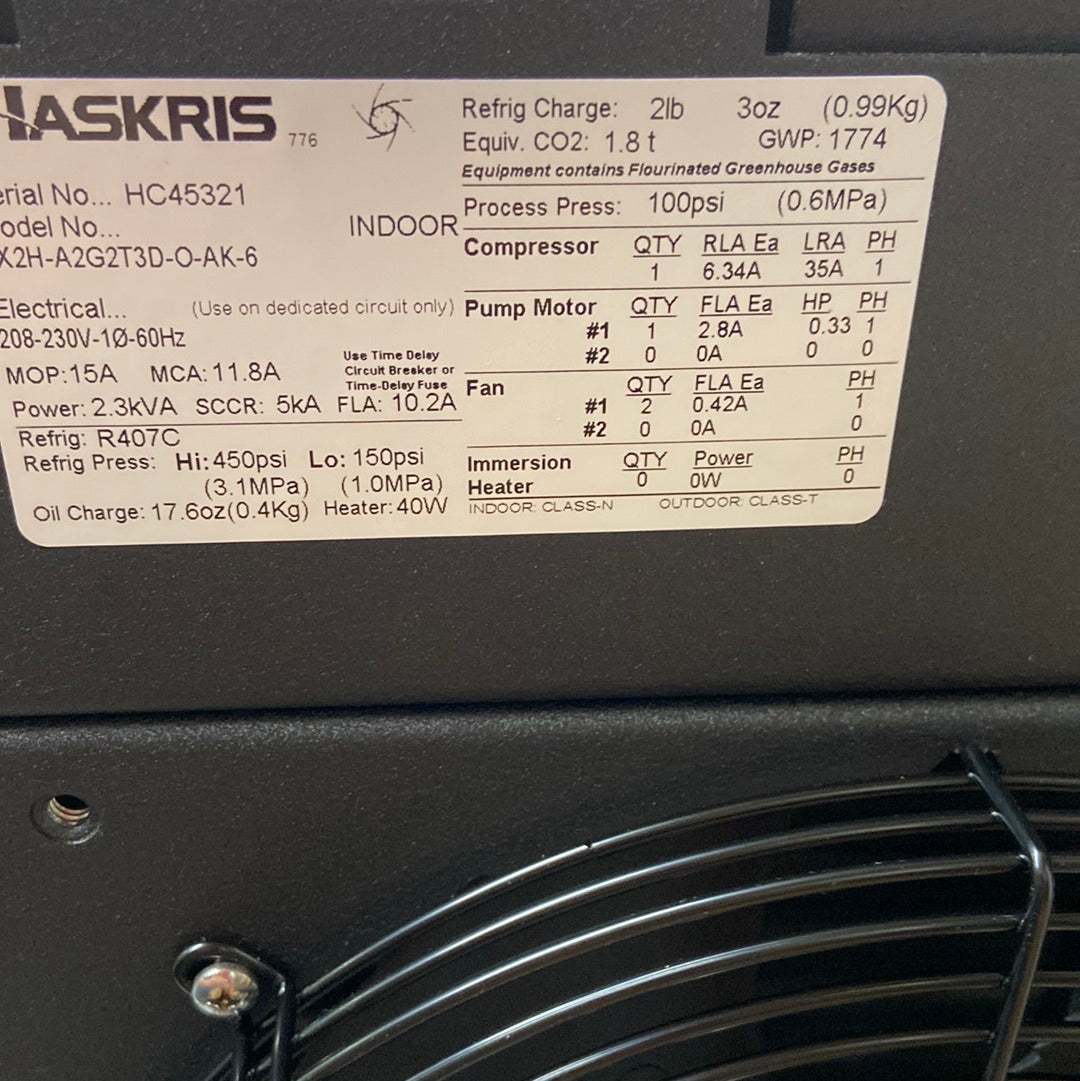 HASKRIS 776
erial No... HC45321
odel No...
X2H-A2G2T3D-O-AK-6
INDOOR
Electrical... (Use on dedicated circuit only)
208-230V-1Ø-60Hz
MOP:15A MCA:11.8A
Use Time Delay
Circuit Breaker or
Time-Delay Fuse
Power: 2.3kVA SCCR: 5kA FLA: 10.2A
Refrig: R407C
Refrig Press: Hi:450psi Lo: 150psi
(3.1MPa) (1.0MPa)
Oil Charge: 17.6oz(0.4Kg) Heater: 40W
Refrig Charge: 2lb 3oz (0.99Kg)
Equiv. CO2: 1.8 t GWP: 1774
Equipment contains Flourinated Greenhouse Gases
Process Press: 100psi (0.6MPa)
Compressor QTY RLA Ea LRA PH
1 6.34A 35A 1
Pump Motor QTY FLA Ea HP PH
#1 1 2.8A 0.33 1
#2 0 0A 0 0
Fan QTY FLA Ea PH
#1 2 0.42A 1
#2 0 0A 0
Immersion QTY Power PH
Heater 0 0W 0
INDOOR: CLASS-N OUTDOOR: CLASS-T